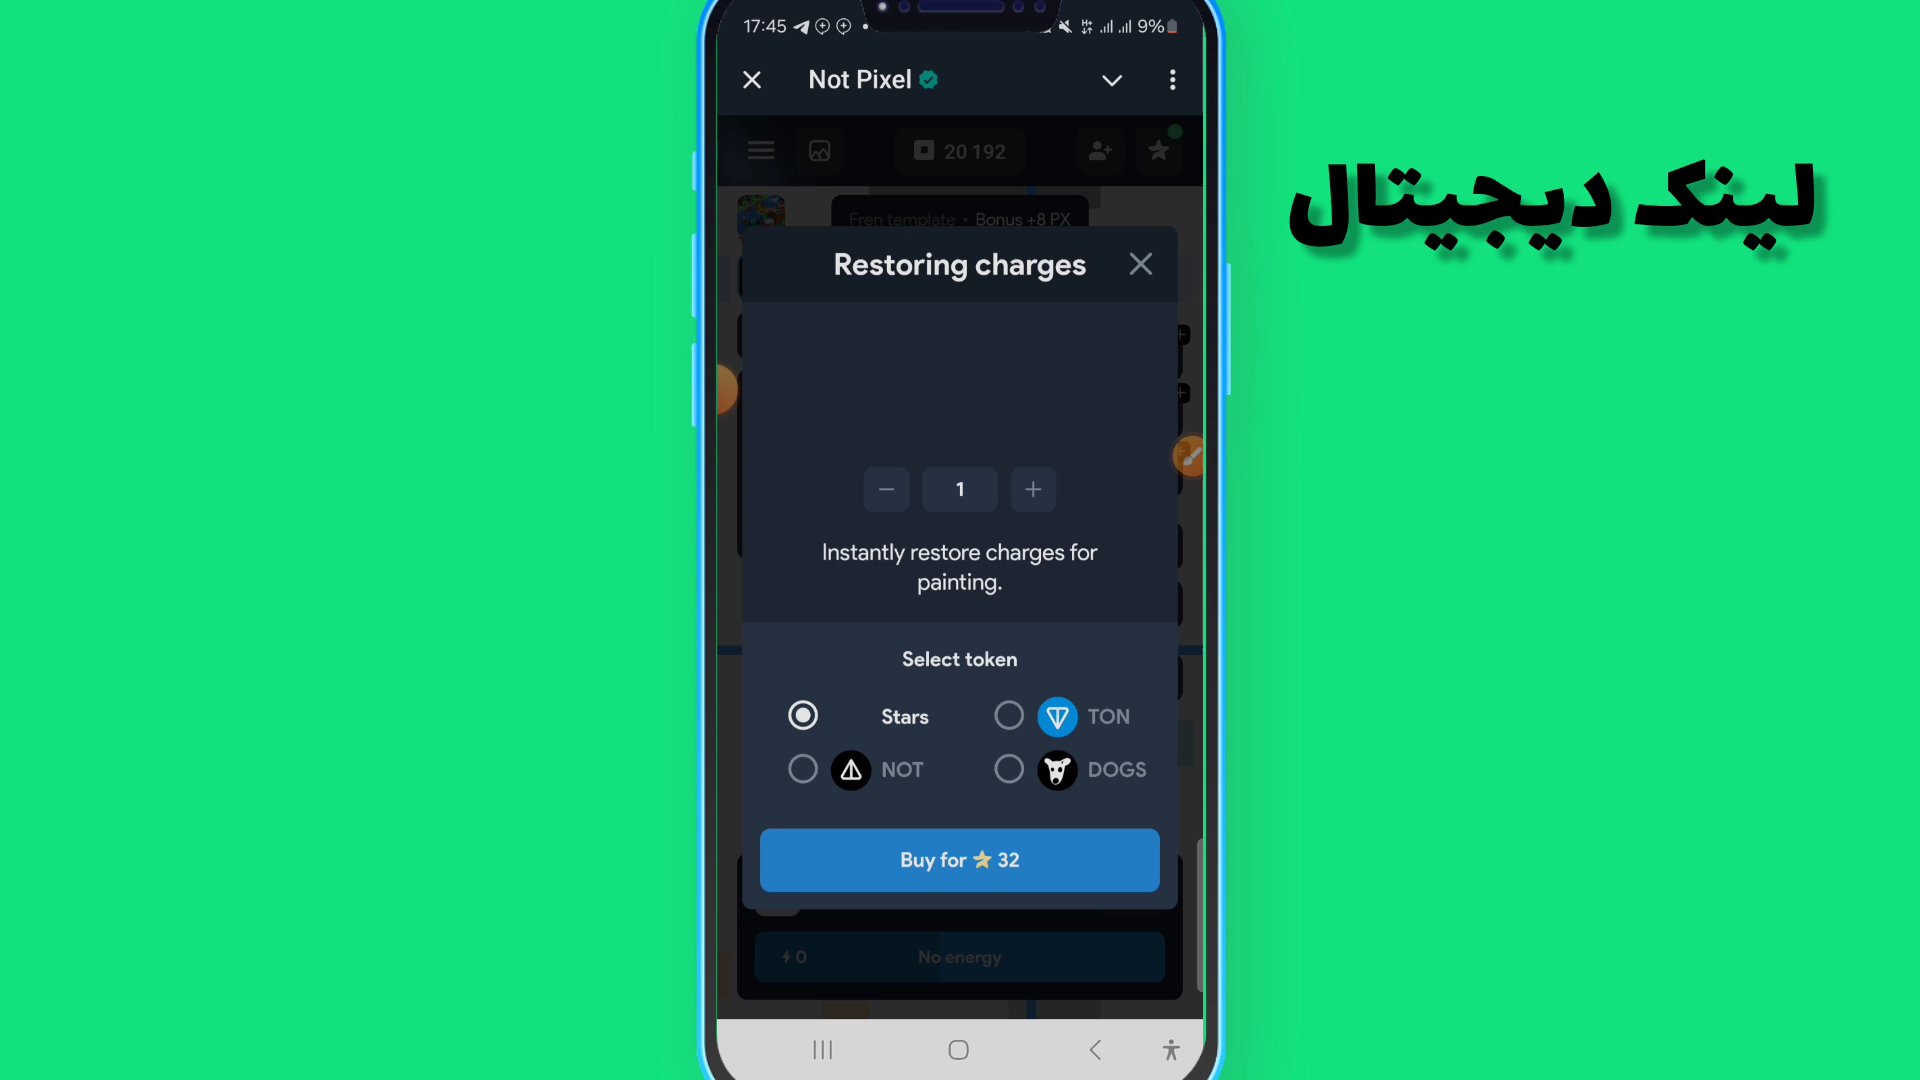 17:45
9%
Not Pixel
20 192
Fren template • Bonus +8 PX
Restoring charges
1
Instantly restore charges for
painting.
Select token
Stars
TON
NOT
DOGS
Buy for 32
0
No energy
لینک دیجیتال